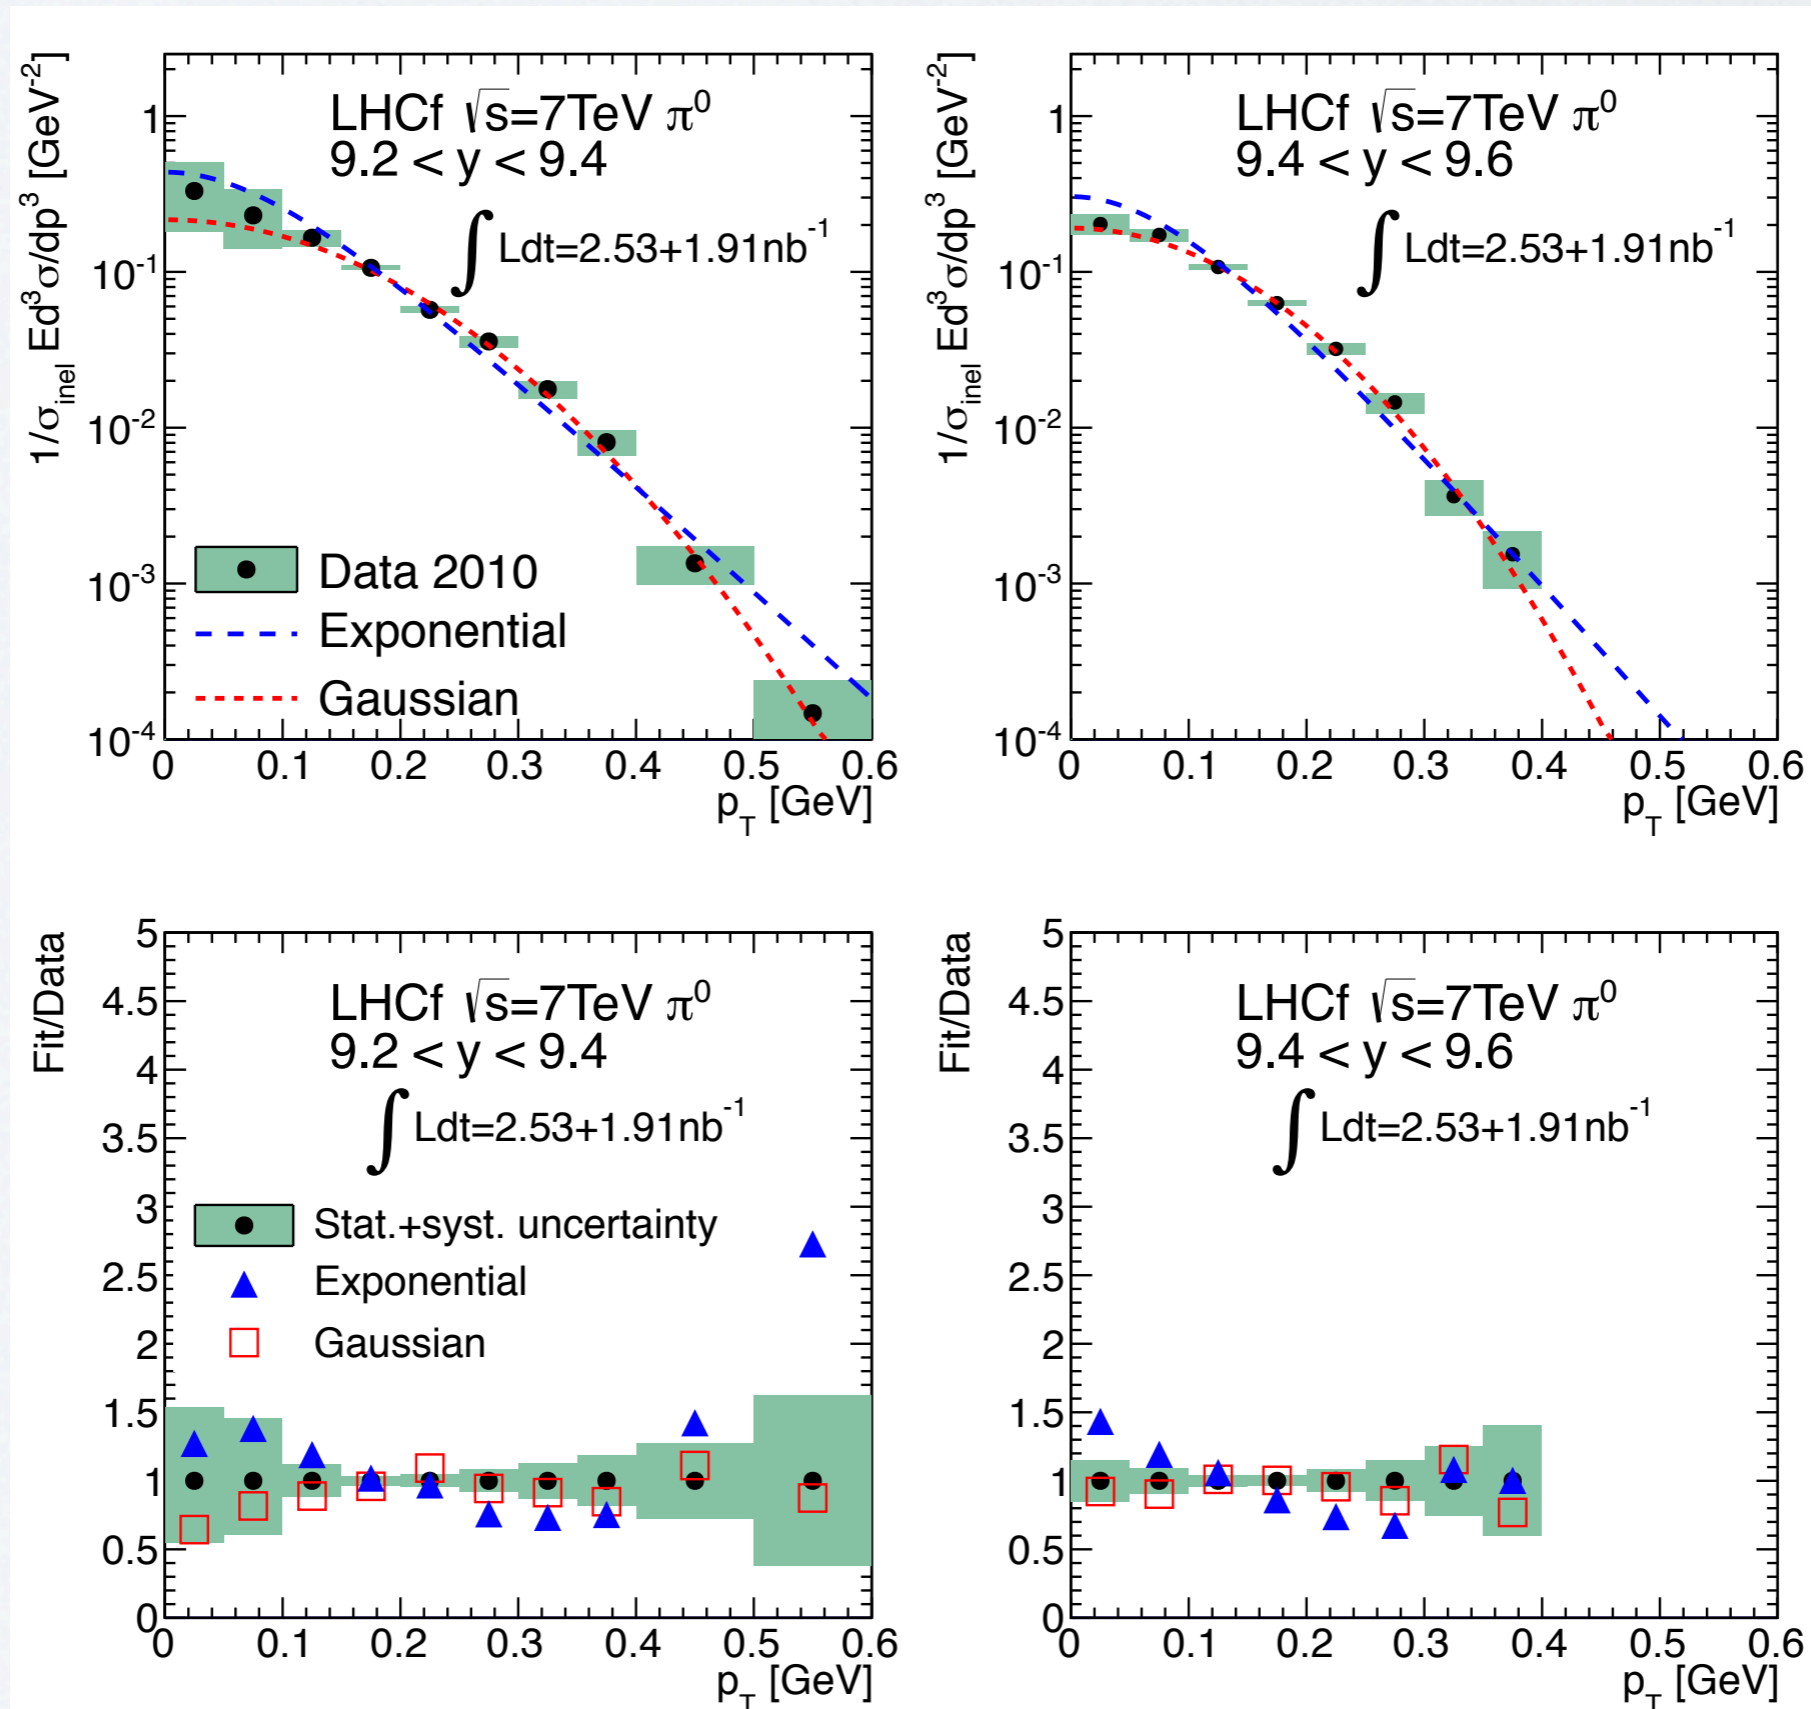 1/σ_inel Ed³σ/dp³ [GeV⁻²]
LHCf √s=7TeV π⁰
9.2 < y < 9.4
∫ Ldt=2.53+1.91nb⁻¹
Data 2010
Exponential
Gaussian
1
10⁻¹
10⁻²
10⁻³
10⁻⁴
0 0.1 0.2 0.3 0.4 0.5 0.6
p_T [GeV]
1/σ_inel Ed³σ/dp³ [GeV⁻²]
LHCf √s=7TeV π⁰
9.4 < y < 9.6
∫ Ldt=2.53+1.91nb⁻¹
1
10⁻¹
10⁻²
10⁻³
10⁻⁴
0 0.1 0.2 0.3 0.4 0.5 0.6
p_T [GeV]
Fit/Data
LHCf √s=7TeV π⁰
9.2 < y < 9.4
∫ Ldt=2.53+1.91nb⁻¹
Stat.+syst. uncertainty
Exponential
Gaussian
5
4.5
4
3.5
3
2.5
2
1.5
1
0.5
0
0 0.1 0.2 0.3 0.4 0.5 0.6
p_T [GeV]
Fit/Data
LHCf √s=7TeV π⁰
9.4 < y < 9.6
∫ Ldt=2.53+1.91nb⁻¹
5
4.5
4
3.5
3
2.5
2
1.5
1
0.5
0
0 0.1 0.2 0.3 0.4 0.5 0.6
p_T [GeV]